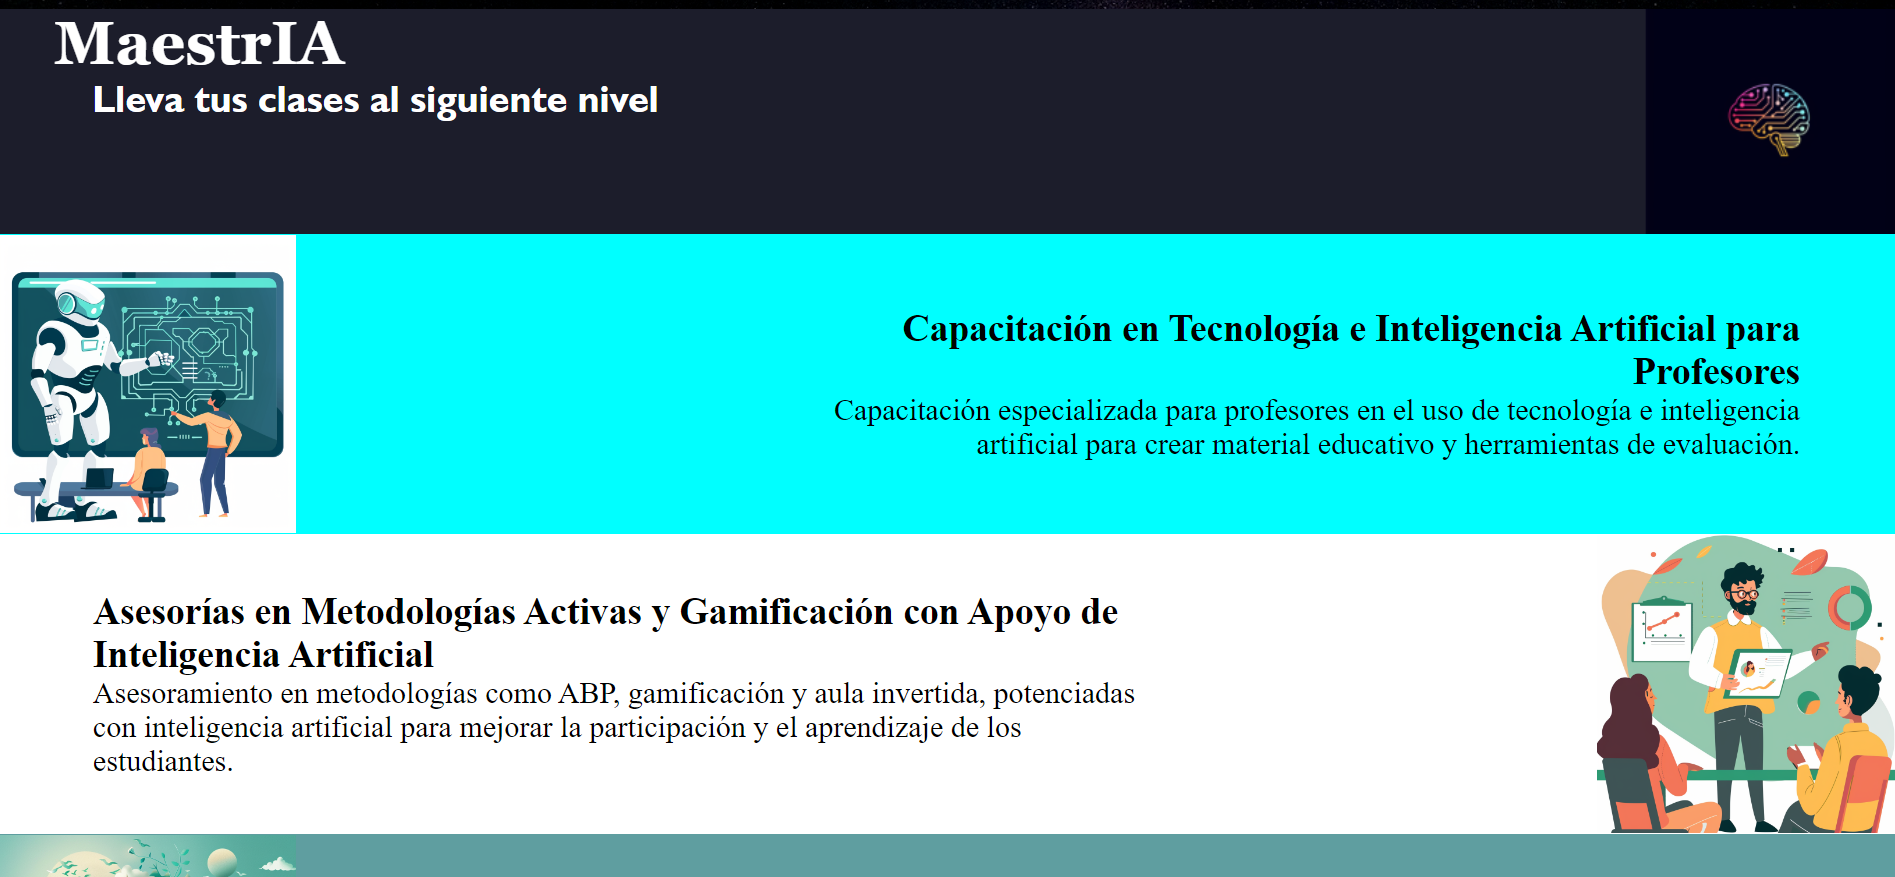 MaestrIA
Lleva tus clases al siguiente nivel
Capacitación en Tecnología e Inteligencia Artificial para
Profesores
Capacitación especializada para profesores en el uso de tecnología e inteligencia
artificial para crear material educativo y herramientas de evaluación.
Asesorías en Metodologías Activas y Gamificación con Apoyo de
Inteligencia Artificial
Asesoramiento en metodologías como ABP, gamificación y aula invertida, potenciadas
con inteligencia artificial para mejorar la participación y el aprendizaje de los
estudiantes.